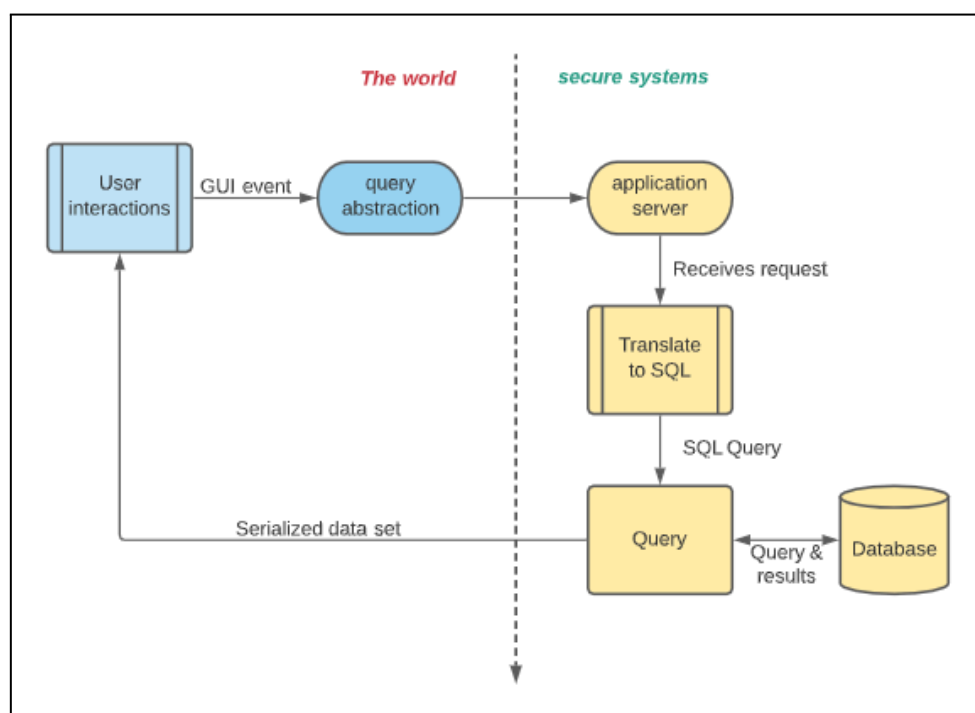 The world
secure systems
User
interactions
GUI event
query
abstraction
application
server
Receives request
Translate
to SQL
SQL Query
Serialized data set
Query
Query &
results
Database